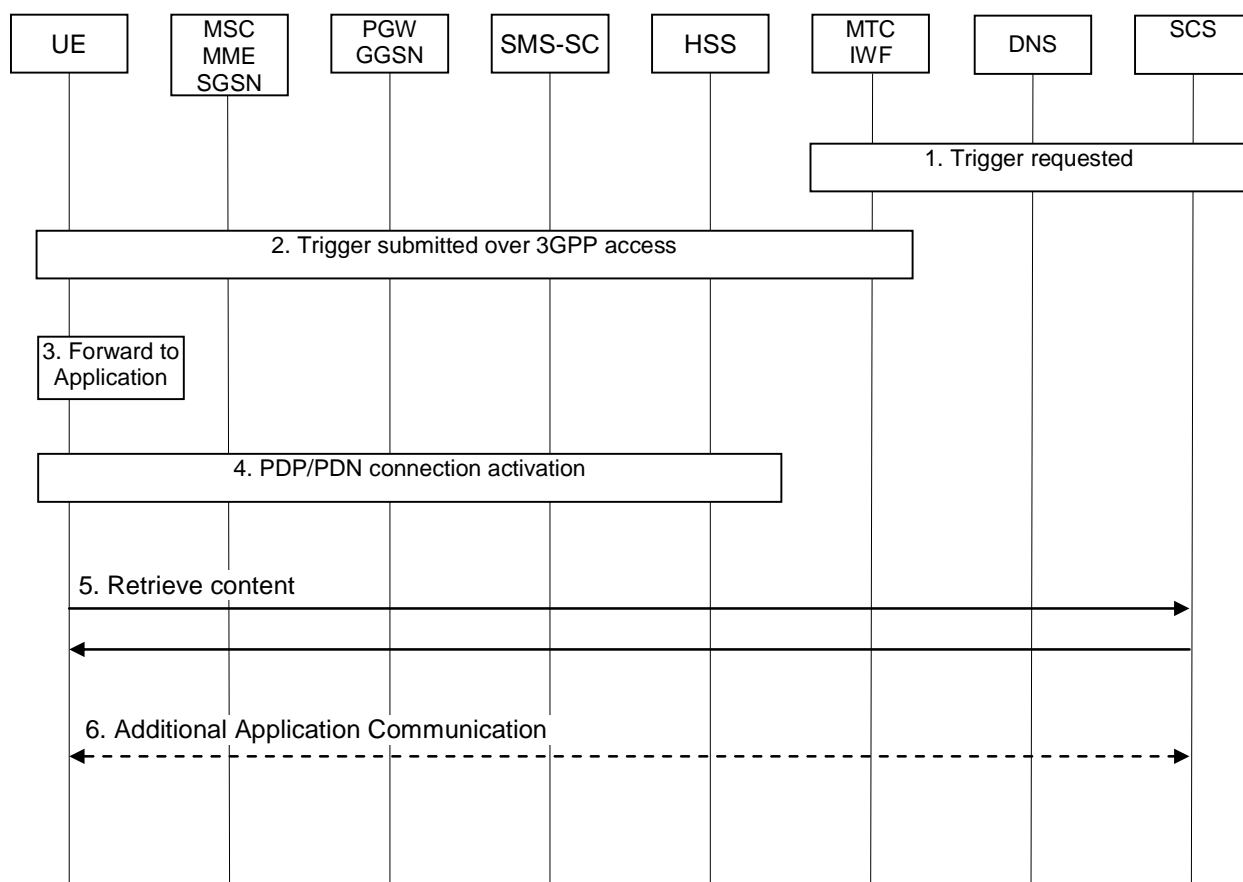 UE
MSC
MME
SGSN
PGW
GGSN
SMS-SC
HSS
MTC
IWF
DNS
SCS
1. Trigger requested
2. Trigger submitted over 3GPP access
3. Forward to
Application
4. PDP/PDN connection activation
5. Retrieve content
6. Additional Application Communication